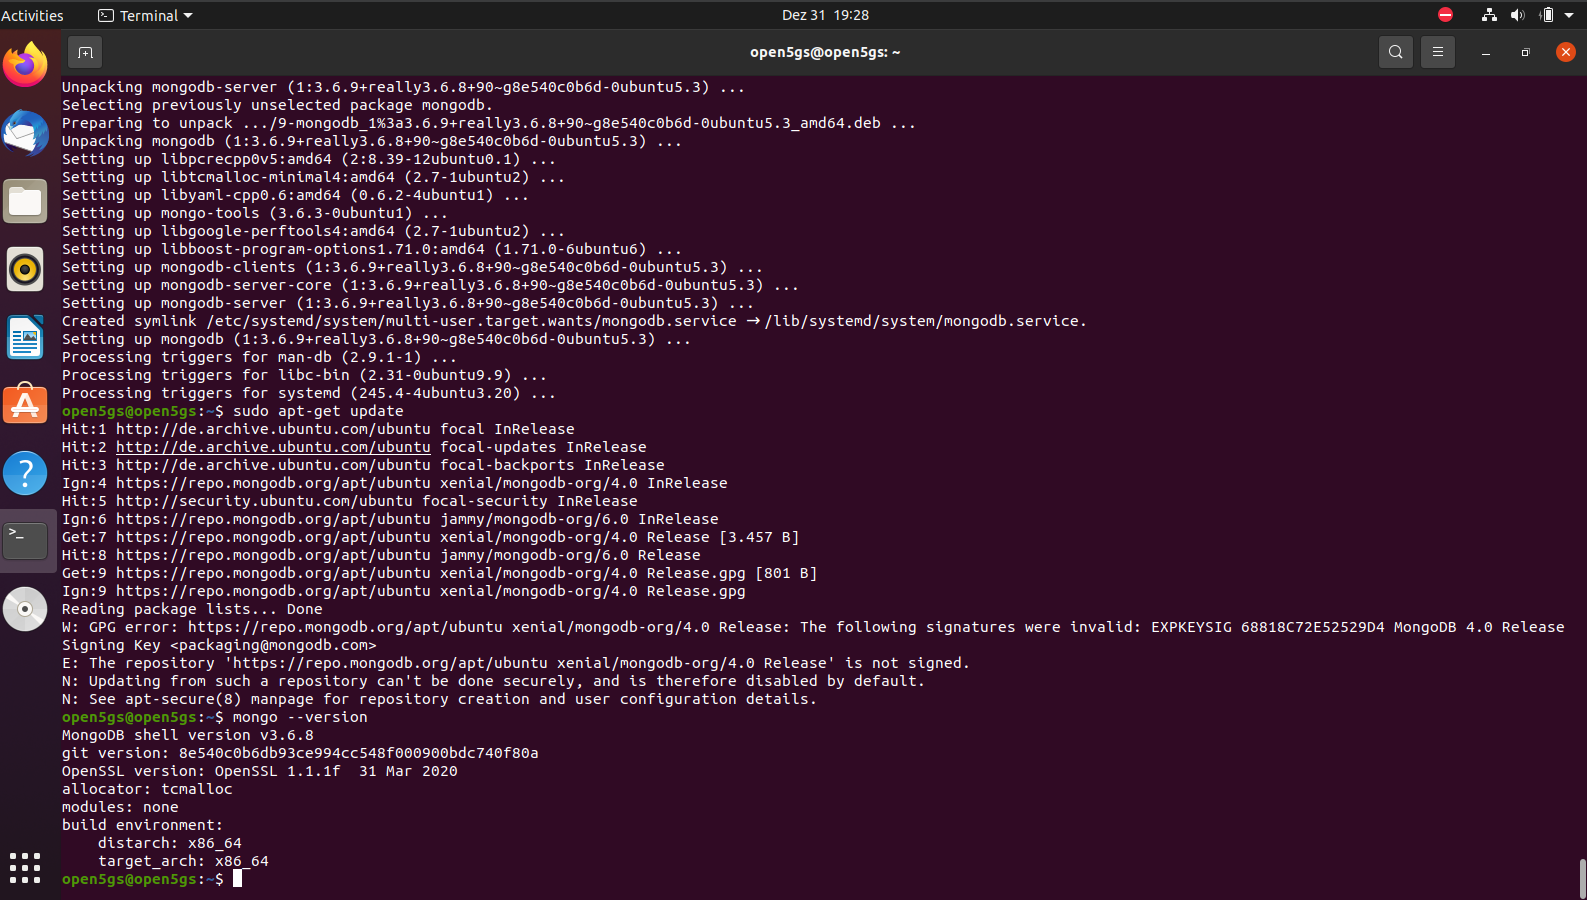 Activities
Terminal
Dez 31 19:28
open5gs@open5gs: ~
Unpacking mongodb-server (1:3.6.9+really3.6.8+90~g8e540c0b6d-0ubuntu5.3) ...
Selecting previously unselected package mongodb.
Preparing to unpack .../9-mongodb_1%3a3.6.9+really3.6.8+90~g8e540c0b6d-0ubuntu5.3_amd64.deb ...
Unpacking mongodb (1:3.6.9+really3.6.8+90~g8e540c0b6d-0ubuntu5.3) ...
Setting up libpcrecpp0v5:amd64 (2:8.39-12ubuntu0.1) ...
Setting up libtcmalloc-minimal4:amd64 (2.7-1ubuntu2) ...
Setting up libyaml-cpp0.6:amd64 (0.6.2-4ubuntu1) ...
Setting up mongo-tools (3.6.3-0ubuntu1) ...
Setting up libgoogle-perftools4:amd64 (2.7-1ubuntu2) ...
Setting up libboost-program-options1.71.0:amd64 (1.71.0-6ubuntu6) ...
Setting up mongodb-clients (1:3.6.9+really3.6.8+90~g8e540c0b6d-0ubuntu5.3) ...
Setting up mongodb-server-core (1:3.6.9+really3.6.8+90~g8e540c0b6d-0ubuntu5.3) ...
Setting up mongodb-server (1:3.6.9+really3.6.8+90~g8e540c0b6d-0ubuntu5.3) ...
Created symlink /etc/systemd/system/multi-user.target.wants/mongodb.service → /lib/systemd/system/mongodb.service.
Setting up mongodb (1:3.6.9+really3.6.8+90~g8e540c0b6d-0ubuntu5.3) ...
Processing triggers for man-db (2.9.1-1) ...
Processing triggers for libc-bin (2.31-0ubuntu9.9) ...
Processing triggers for systemd (245.4-4ubuntu3.20) ...
open5gs@open5gs:~$ sudo apt-get update
Hit:1 http://de.archive.ubuntu.com/ubuntu focal InRelease
Hit:2 http://de.archive.ubuntu.com/ubuntu focal-updates InRelease
Hit:3 http://de.archive.ubuntu.com/ubuntu focal-backports InRelease
Ign:4 https://repo.mongodb.org/apt/ubuntu xenial/mongodb-org/4.0 InRelease
Hit:5 http://security.ubuntu.com/ubuntu focal-security InRelease
Ign:6 https://repo.mongodb.org/apt/ubuntu jammy/mongodb-org/6.0 InRelease
Get:7 https://repo.mongodb.org/apt/ubuntu xenial/mongodb-org/4.0 Release [3.457 B]
Hit:8 https://repo.mongodb.org/apt/ubuntu jammy/mongodb-org/6.0 Release
Get:9 https://repo.mongodb.org/apt/ubuntu xenial/mongodb-org/4.0 Release.gpg [801 B]
Ign:9 https://repo.mongodb.org/apt/ubuntu xenial/mongodb-org/4.0 Release.gpg
Reading package lists... Done
W: GPG error: https://repo.mongodb.org/apt/ubuntu xenial/mongodb-org/4.0 Release: The following signatures were invalid: EXPKEYSIG 68818C72E52529D4 MongoDB 4.0 Release
Signing Key <packaging@mongodb.com>
E: The repository 'https://repo.mongodb.org/apt/ubuntu xenial/mongodb-org/4.0 Release' is not signed.
N: Updating from such a repository can't be done securely, and is therefore disabled by default.
N: See apt-secure(8) manpage for repository creation and user configuration details.
open5gs@open5gs:~$ mongo --version
MongoDB shell version v3.6.8
git version: 8e540c0b6db93ce994cc548f000900bdc740f80a
OpenSSL version: OpenSSL 1.1.1f  31 Mar 2020
allocator: tcmalloc
modules: none
build environment:
    distarch: x86_64
    target_arch: x86_64
open5gs@open5gs:~$